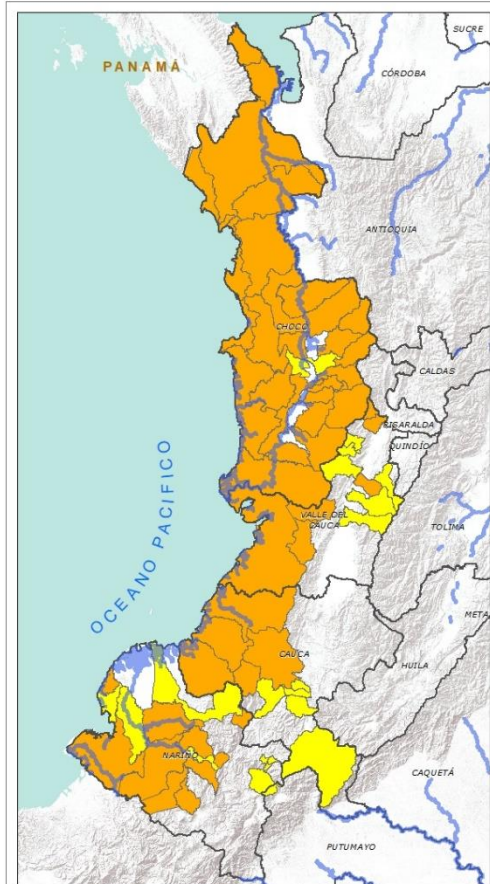 SUCRE
PANAMÁ
CÓRDOBA
ANTIOQUIA
CHOCÓ
CALDAS
RISARALDA
QUINDÍO
VALLE DEL
CAUCA
TOLIMA
OCEANO PACIFICO
META
CAUCA
HUILA
NARIÑO
CAQUETÁ
PUTUMAYO